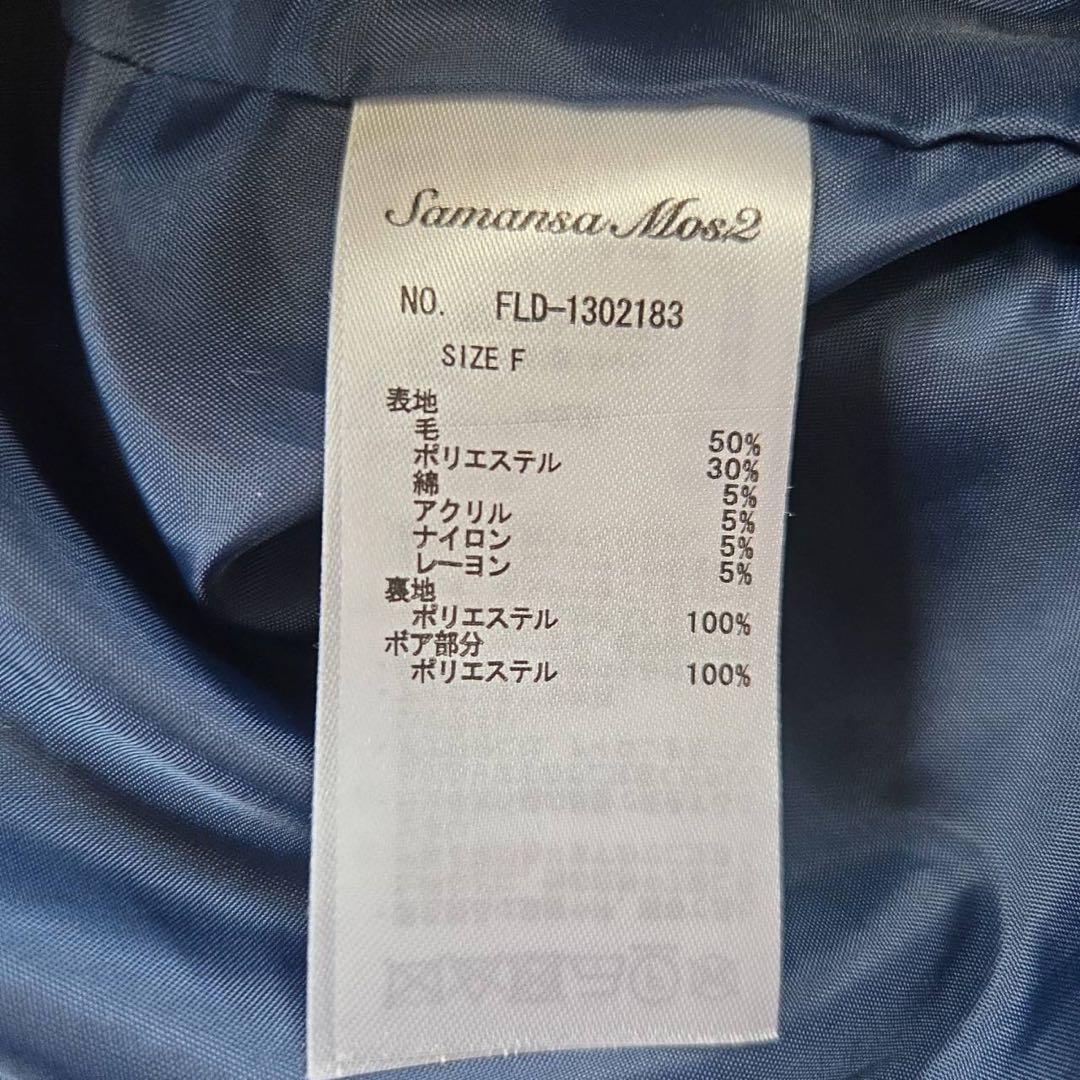 Samansa Mos2
NO. FLD-1302183
SIZE F
表地
毛 50%
ポリエステル 30%
綿 5%
アクリル 5%
ナイロン 5%
レーヨン 5%
裏地
ポリエステル 100%
ボア部分
ポリエステル 100%